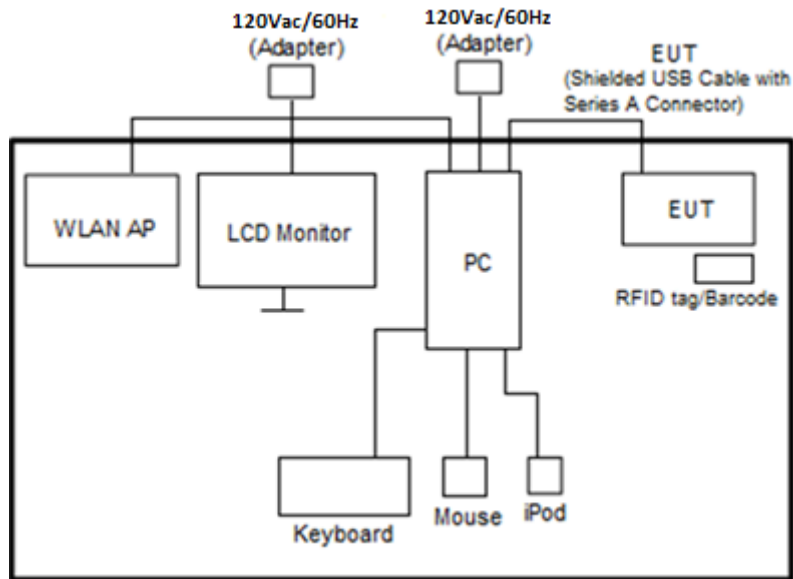 120Vac/60Hz
(Adapter)
120Vac/60Hz
(Adapter)
EUT
(Shielded USB Cable with
Series A Connector)
WLAN AP
LCD Monitor
PC
EUT
RFID tag/Barcode
Keyboard
Mouse
iPod